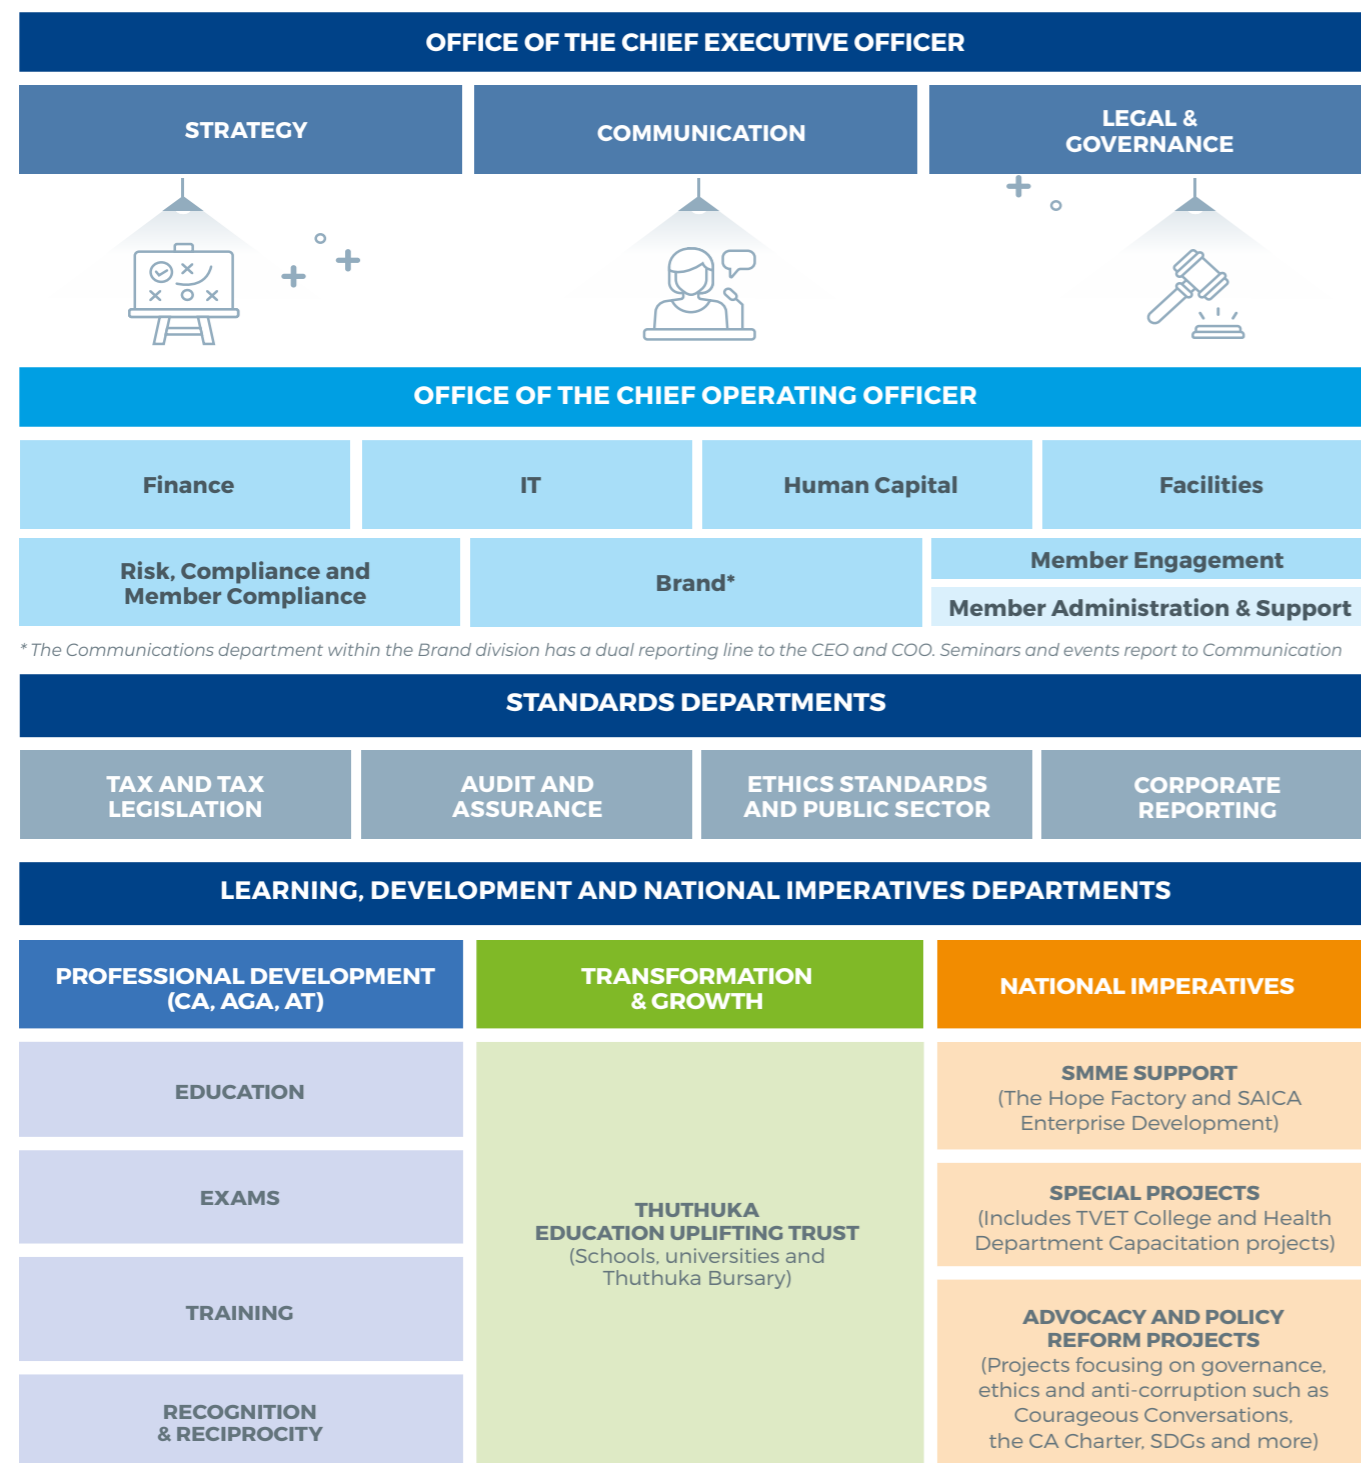 OFFICE OF THE CHIEF EXECUTIVE OFFICER
STRATEGY
COMMUNICATION
LEGAL &
GOVERNANCE
OFFICE OF THE CHIEF OPERATING OFFICER
Finance
IT
Human Capital
Facilities
Risk, Compliance and
Member Compliance
Brand*
Member Engagement
Member Administration & Support
* The Communications department within the Brand division has a dual reporting line to the CEO and COO. Seminars and events report to Communication
STANDARDS DEPARTMENTS
TAX AND TAX
LEGISLATION
AUDIT AND
ASSURANCE
ETHICS STANDARDS
AND PUBLIC SECTOR
CORPORATE
REPORTING
LEARNING, DEVELOPMENT AND NATIONAL IMPERATIVES DEPARTMENTS
PROFESSIONAL DEVELOPMENT
(CA, AGA, AT)
EDUCATION
EXAMS
TRAINING
RECOGNITION
& RECIPROCITY
TRANSFORMATION
& GROWTH
THUTHUKA
EDUCATION UPLIFTING TRUST
(Schools, universities and
Thuthuka Bursary)
NATIONAL IMPERATIVES
SMME SUPPORT
(The Hope Factory and SAICA
Enterprise Development)
SPECIAL PROJECTS
(Includes TVET College and Health
Department Capacitation projects)
ADVOCACY AND POLICY
REFORM PROJECTS
(Projects focusing on governance,
ethics and anti-corruption such as
Courageous Conversations,
the CA Charter, SDGs and more)